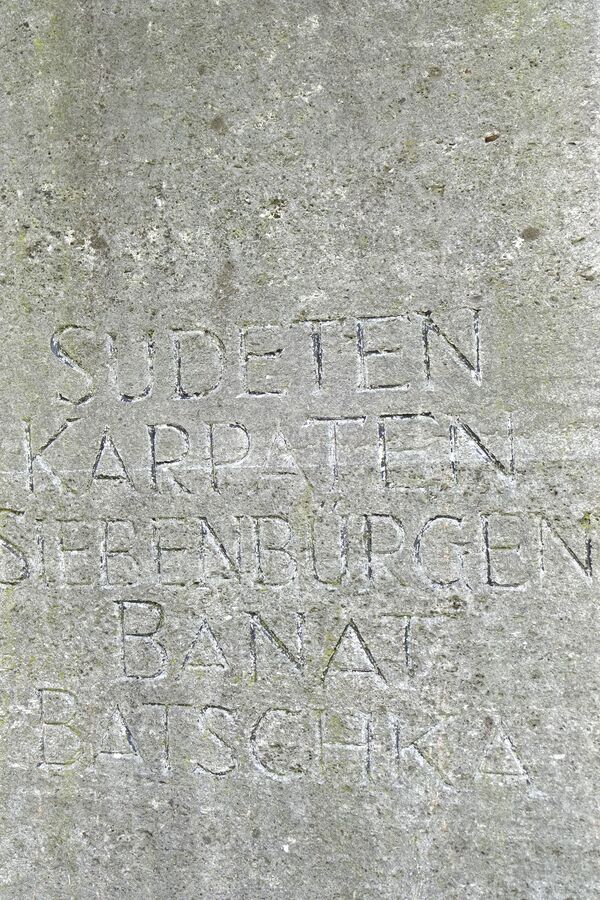 SUDETEN
KARPATEN
SIEBENBÜRGEN
BANAT
BATSCHKA